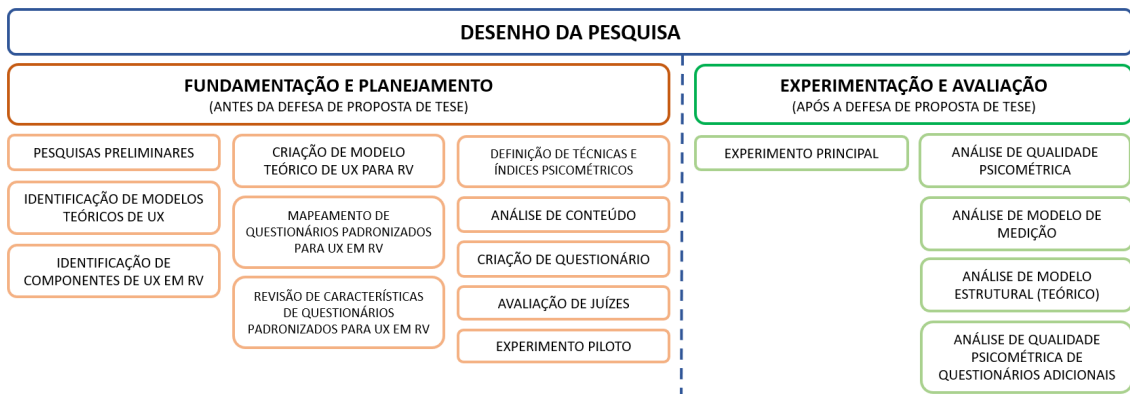 DESENHO DA PESQUISA
FUNDAMENTAÇÃO E PLANEJAMENTO
(ANTES DA DEFESA DE PROPOSTA DE TESE)
PESQUISAS PRELIMINARES
IDENTIFICAÇÃO DE MODELOS
TEÓRICOS DE UX
IDENTIFICAÇÃO DE
COMPONENTES DE UX EM RV
CRIAÇÃO DE MODELO
TEÓRICO DE UX PARA RV
MAPEAMENTO DE
QUESTIONÁRIOS PADRONIZADOS
PARA UX EM RV
REVISÃO DE CARACTERÍSTICAS
DE QUESTIONÁRIOS
PADRONIZADOS PARA UX EM RV
DEFINIÇÃO DE TÉCNICAS E
ÍNDICES PSICOMÉTRICOS
ANÁLISE DE CONTEÚDO
CRIAÇÃO DE QUESTIONÁRIO
AVALIAÇÃO DE JUÍZES
EXPERIMENTO PILOTO
EXPERIMENTAÇÃO E AVALIAÇÃO
(APÓS A DEFESA DE PROPOSTA DE TESE)
EXPERIMENTO PRINCIPAL
ANÁLISE DE QUALIDADE
PSICOMÉTRICA
ANÁLISE DE MODELO DE
MEDIÇÃO
ANÁLISE DE MODELO
ESTRUTURAL (TEÓRICO)
ANÁLISE DE QUALIDADE
PSICOMÉTRICA DE
QUESTIONÁRIOS ADICIONAIS